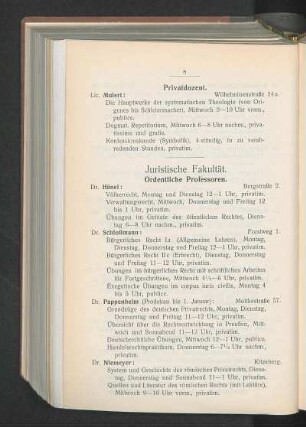 8
Privatdozent.
Lic. Mulert: Wilhelminenstraße 14a.
Die Hauptwerke der systematischen Theologie (von Origenes bis Schleiermacher), Mittwoch 9—10 Uhr vorm.,
publice.
Dogmat. Repetitorium, Mittwoch 6—8 Uhr nachm., privatissime und gratis.
Konfessionskunde (Symbolik), 4 stündig, in zu verabredenden Stunden, privatim.
Juristische Fakultät.
Ordentliche Professoren.
Dr. Hänel: Bergstraße 2.
Völkerrecht, Montag und Dienstag 12—1 Uhr, privatim.
Verwaltungsrecht, Mittwoch, Donnerstag und Freitag 12
bis 1 Uhr, privatim.
Übungen im Gebiete des öffentlichen Rechtes, Dienstag 6—8 Uhr nachm., privatim.
Dr. Schloßmann: Forstweg 1.
Bürgerliches Recht Ia (Allgemeine Lehren), Montag,
Dienstag, Donnerstag und Freitag 12—1 Uhr, privatim.
Bürgerliches Recht IIc (Erbrecht), Dienstag, Donnerstag
und Freitag 11—12 Uhr, privatim.
Übungen im bürgerlichen Recht mit schriftlichen Arbeiten
für Fortgeschrittene, Mittwoch 4½—6 Uhr, privatim.
Exegetische Übungen im corpus iuris civilis, Montag 4
bis 5 Uhr, publice.
Dr. Pappenheim (Prodekan bis 1. Januar): Moltkestraße 57.
Grundzüge des deutschen Privatrechts, Montag, Dienstag,
Donnerstag und Freitag 11—12 Uhr, privatim.
Übersicht über die Rechtsentwicklung in Preußen, Mittwoch und Sonnabend 11—12 Uhr, privatim.
Deutschrechtliche Übungen, Mittwoch 12—1 Uhr, publice.
Handelsrechtspraktikum, Donnerstag 6—7½ Uhr nachm.,
privatim.
Dr. Niemeyer: Kitzeberg.
System und Geschichte des römischen Privatrechts, Dienstag, Donnerstag und Sonnabend 11—1 Uhr, privatim.
Quellen und Literatur des römischen Rechts (mit Lektüre),
Mittwoch 9—10 Uhr vorm., privatim.